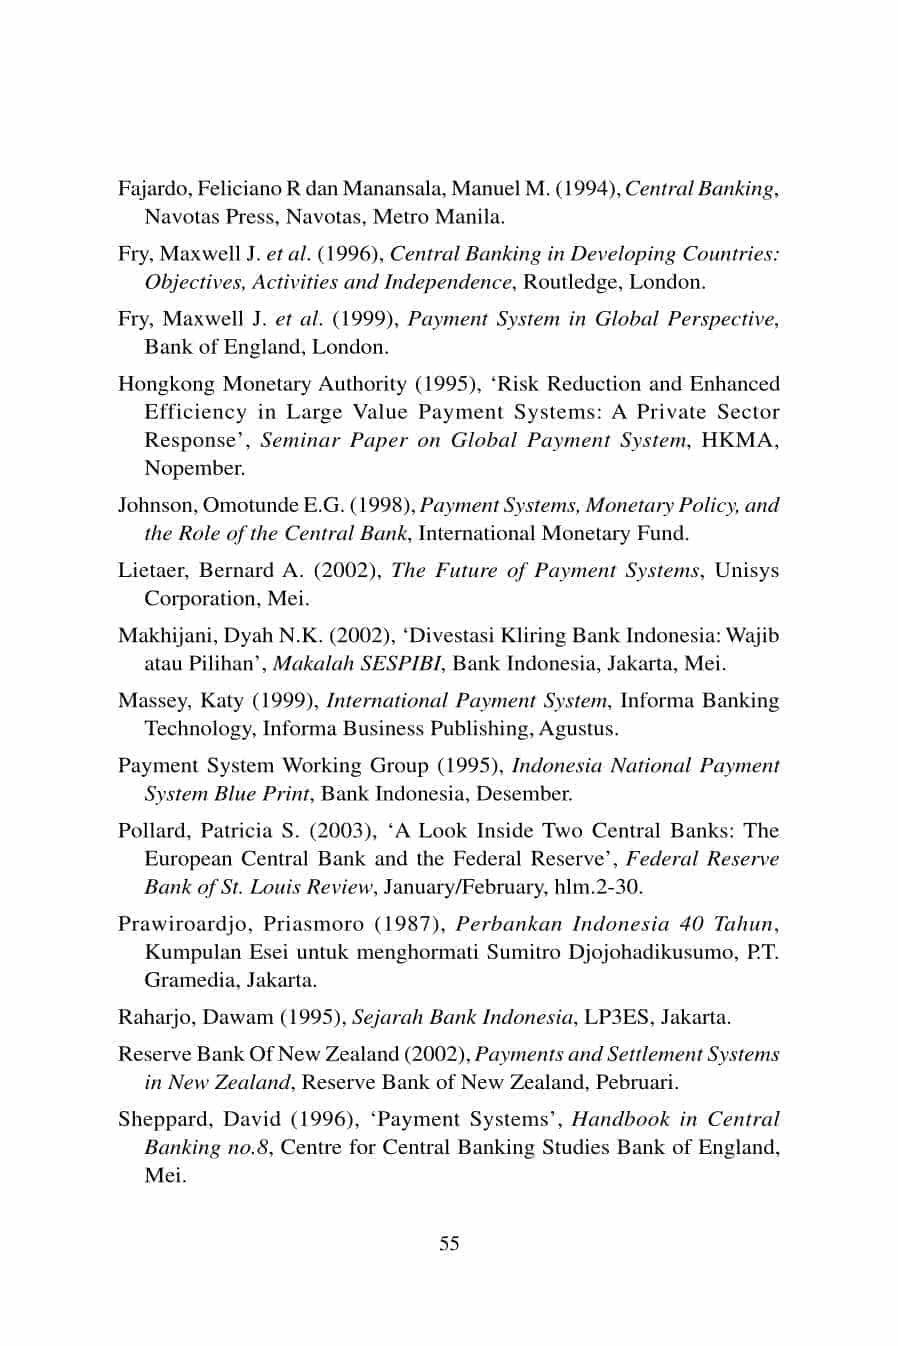 Fajardo, Feliciano R dan Manansala, Manuel M. (1994), Central Banking,
Navotas Press, Navotas, Metro Manila.
Fry, Maxwell J. et al. (1996), Central Banking in Developing Countries:
Objectives, Activities and Independence, Routledge, London.
Fry, Maxwell J. et al. (1999), Payment System in Global Perspective,
Bank of England, London.
Hongkong Monetary Authority (1995), ‘Risk Reduction and Enhanced
Efficiency in Large Value Payment Systems: A Private Sector
Response’, Seminar Paper on Global Payment System, HKMA,
Nopember.
Johnson, Omotunde E.G. (1998), Payment Systems, Monetary Policy, and
the Role of the Central Bank, International Monetary Fund.
Lietaer, Bernard A. (2002), The Future of Payment Systems, Unisys
Corporation, Mei.
Makhijani, Dyah N.K. (2002), ‘Divestasi Kliring Bank Indonesia: Wajib
atau Pilihan’, Makalah SESPIBI, Bank Indonesia, Jakarta, Mei.
Massey, Katy (1999), International Payment System, Informa Banking
Technology, Informa Business Publishing, Agustus.
Payment System Working Group (1995), Indonesia National Payment
System Blue Print, Bank Indonesia, Desember.
Pollard, Patricia S. (2003), ‘A Look Inside Two Central Banks: The
European Central Bank and the Federal Reserve’, Federal Reserve
Bank of St. Louis Review, January/February, hlm.2-30.
Prawiroardjo, Priasmoro (1987), Perbankan Indonesia 40 Tahun,
Kumpulan Esei untuk menghormati Sumitro Djojohadikusumo, P.T.
Gramedia, Jakarta.
Raharjo, Dawam (1995), Sejarah Bank Indonesia, LP3ES, Jakarta.
Reserve Bank Of New Zealand (2002), Payments and Settlement Systems
in New Zealand, Reserve Bank of New Zealand, Pebruari.
Sheppard, David (1996), ‘Payment Systems’, Handbook in Central
Banking no.8, Centre for Central Banking Studies Bank of England,
Mei.
55